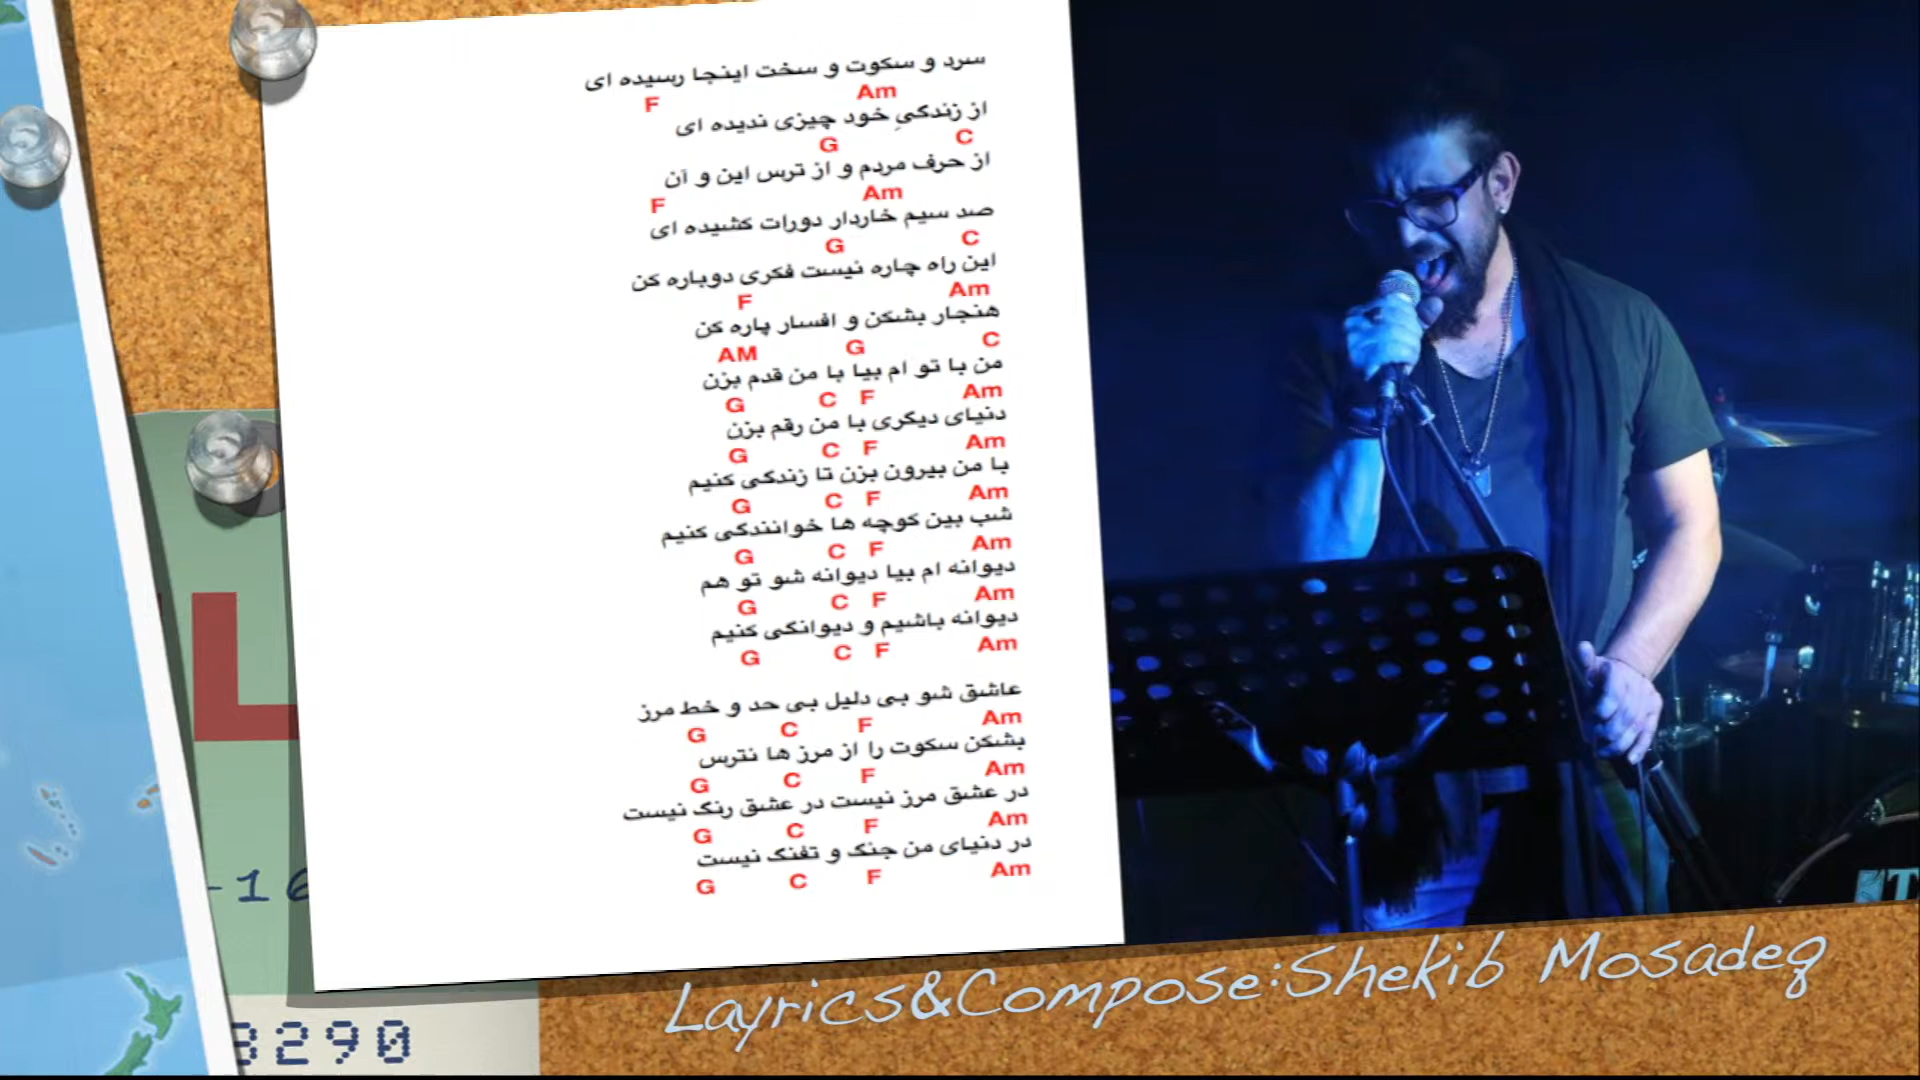 سرد و سکوت و سخت اینجا رسیده ای
F Am
از زندگیِ خود چیزی ندیده ای
G C
از حرف مردم و از ترس این و آن
F Am
صد سیم خاردار دورات کشیده ای
G C
این راه چاره نیست فکری دوباره کن
F Am
هنجار بشکن و افسار پاره کن
AM G C
من با تو ام بیا با من قدم بزن
G C F Am
دنیای دیگری با من رقم بزن
G C F Am
با من بیرون بزن تا زندگی کنیم
G C F Am
شب بین کوچه ها خوانندگی کنیم
G C F Am
دیوانه ام بیا دیوانه شو تو هم
G C F Am
دیوانه باشیم و دیوانگی کنیم
G C F Am
عاشق شو بی دلیل بی حد و خط مرز
G C F Am
بشکن سکوت را از مرز ها نترس
G C F Am
در عشق مرز نیست در عشق رنگ نیست
G C F Am
در دنیای من جنگ و تفنگ نیست
G C F Am
L
-16
3290
Layrics&Compose:Shekib Mosadeq